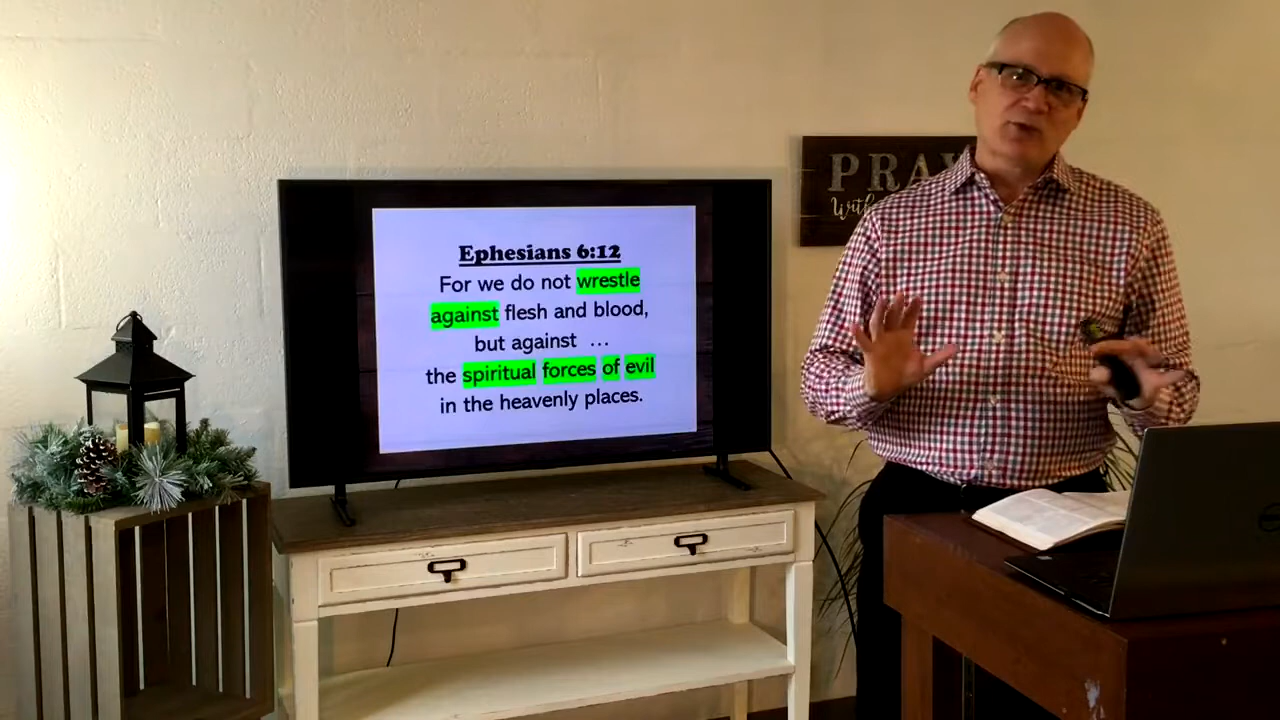 Ephesians 6:12
For we do not wrestle
against flesh and blood,
but against ...
the spiritual forces of evil
in the heavenly places.
PRAY
With